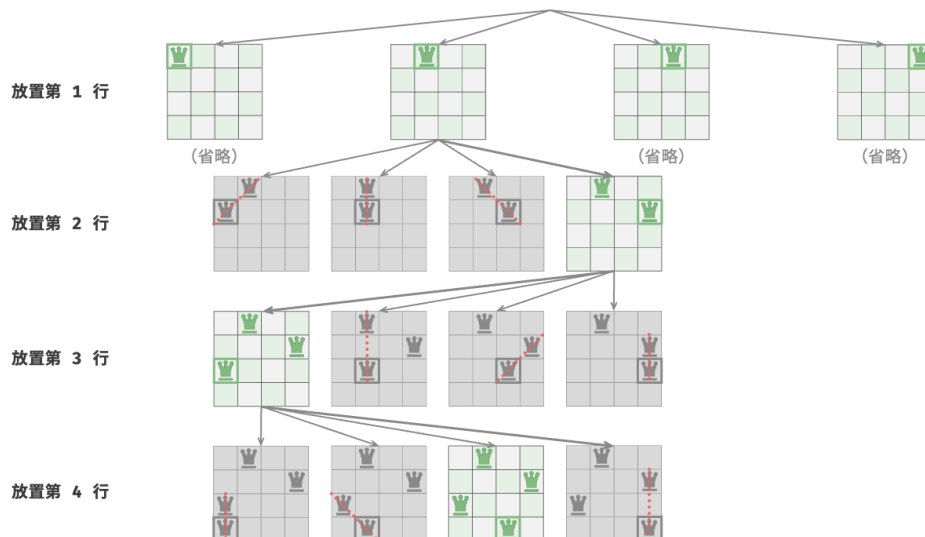 放置第 1 行
（省略）
（省略）
（省略）
放置第 2 行
放置第 3 行
放置第 4 行